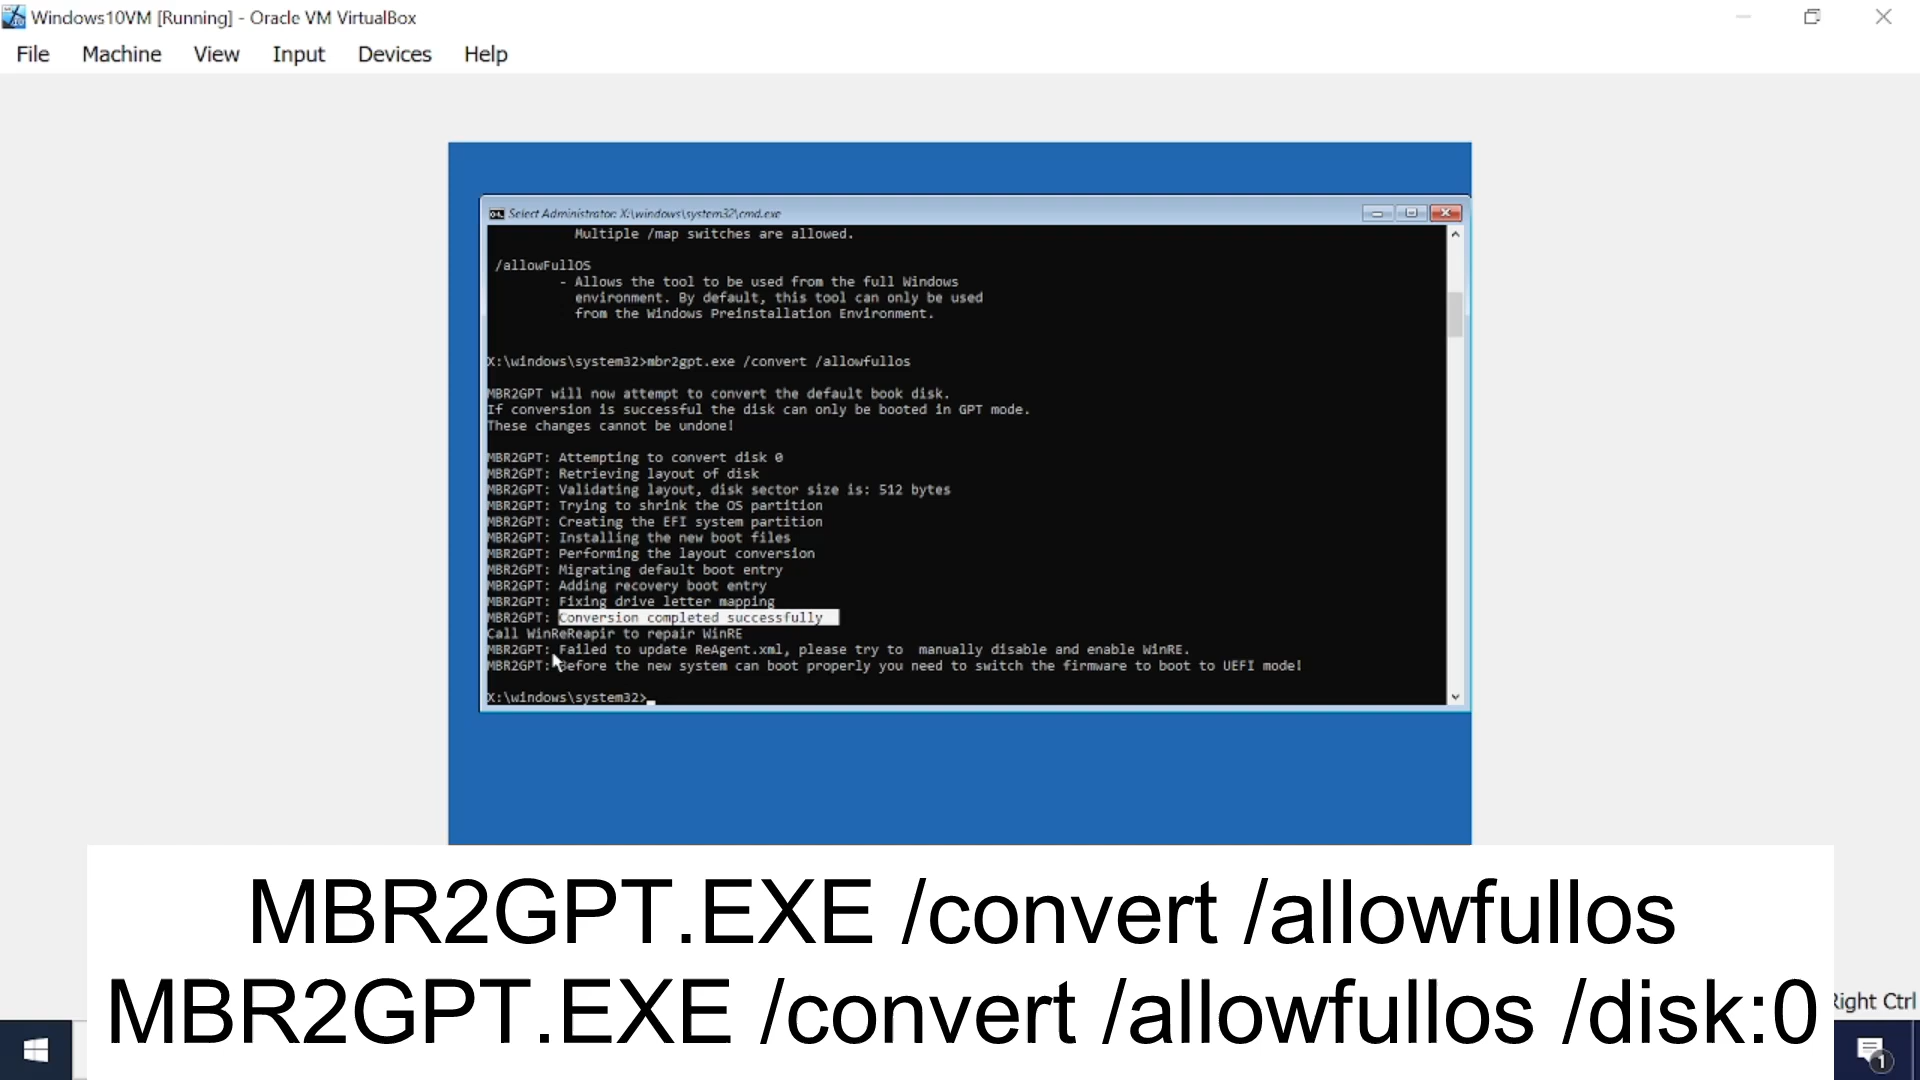 Windows10VM [Running] - Oracle VM VirtualBox
File Machine View Input Devices Help
Select Administrator: X:\windows\system32\cmd.exe
Multiple /map switches are allowed.
/allowFullOS
- Allows the tool to be used from the full Windows
environment. By default, this tool can only be used
from the Windows Preinstallation Environment.
X:\windows\system32>mbr2gpt.exe /convert /allowfullos
MBR2GPT will now attempt to convert the default book disk.
If conversion is successful the disk can only be booted in GPT mode.
These changes cannot be undone!
MBR2GPT: Attempting to convert disk 0
MBR2GPT: Retrieving layout of disk
MBR2GPT: Validating layout, disk sector size is: 512 bytes
MBR2GPT: Trying to shrink the OS partition
MBR2GPT: Creating the EFI system partition
MBR2GPT: Installing the new boot files
MBR2GPT: Performing the layout conversion
MBR2GPT: Migrating default boot entry
MBR2GPT: Adding recovery boot entry
MBR2GPT: Fixing drive letter mapping
MBR2GPT: Conversion completed successfully
Call WinReReapir to repair WinRE
MBR2GPT: Failed to update ReAgent.xml, please try to  manually disable and enable WinRE.
MBR2GPT: Before the new system can boot properly you need to switch the firmware to boot to UEFI mode!
X:\windows\system32>_
MBR2GPT.EXE /convert /allowfullos
MBR2GPT.EXE /convert /allowfullos /disk:0
Right Ctrl
1